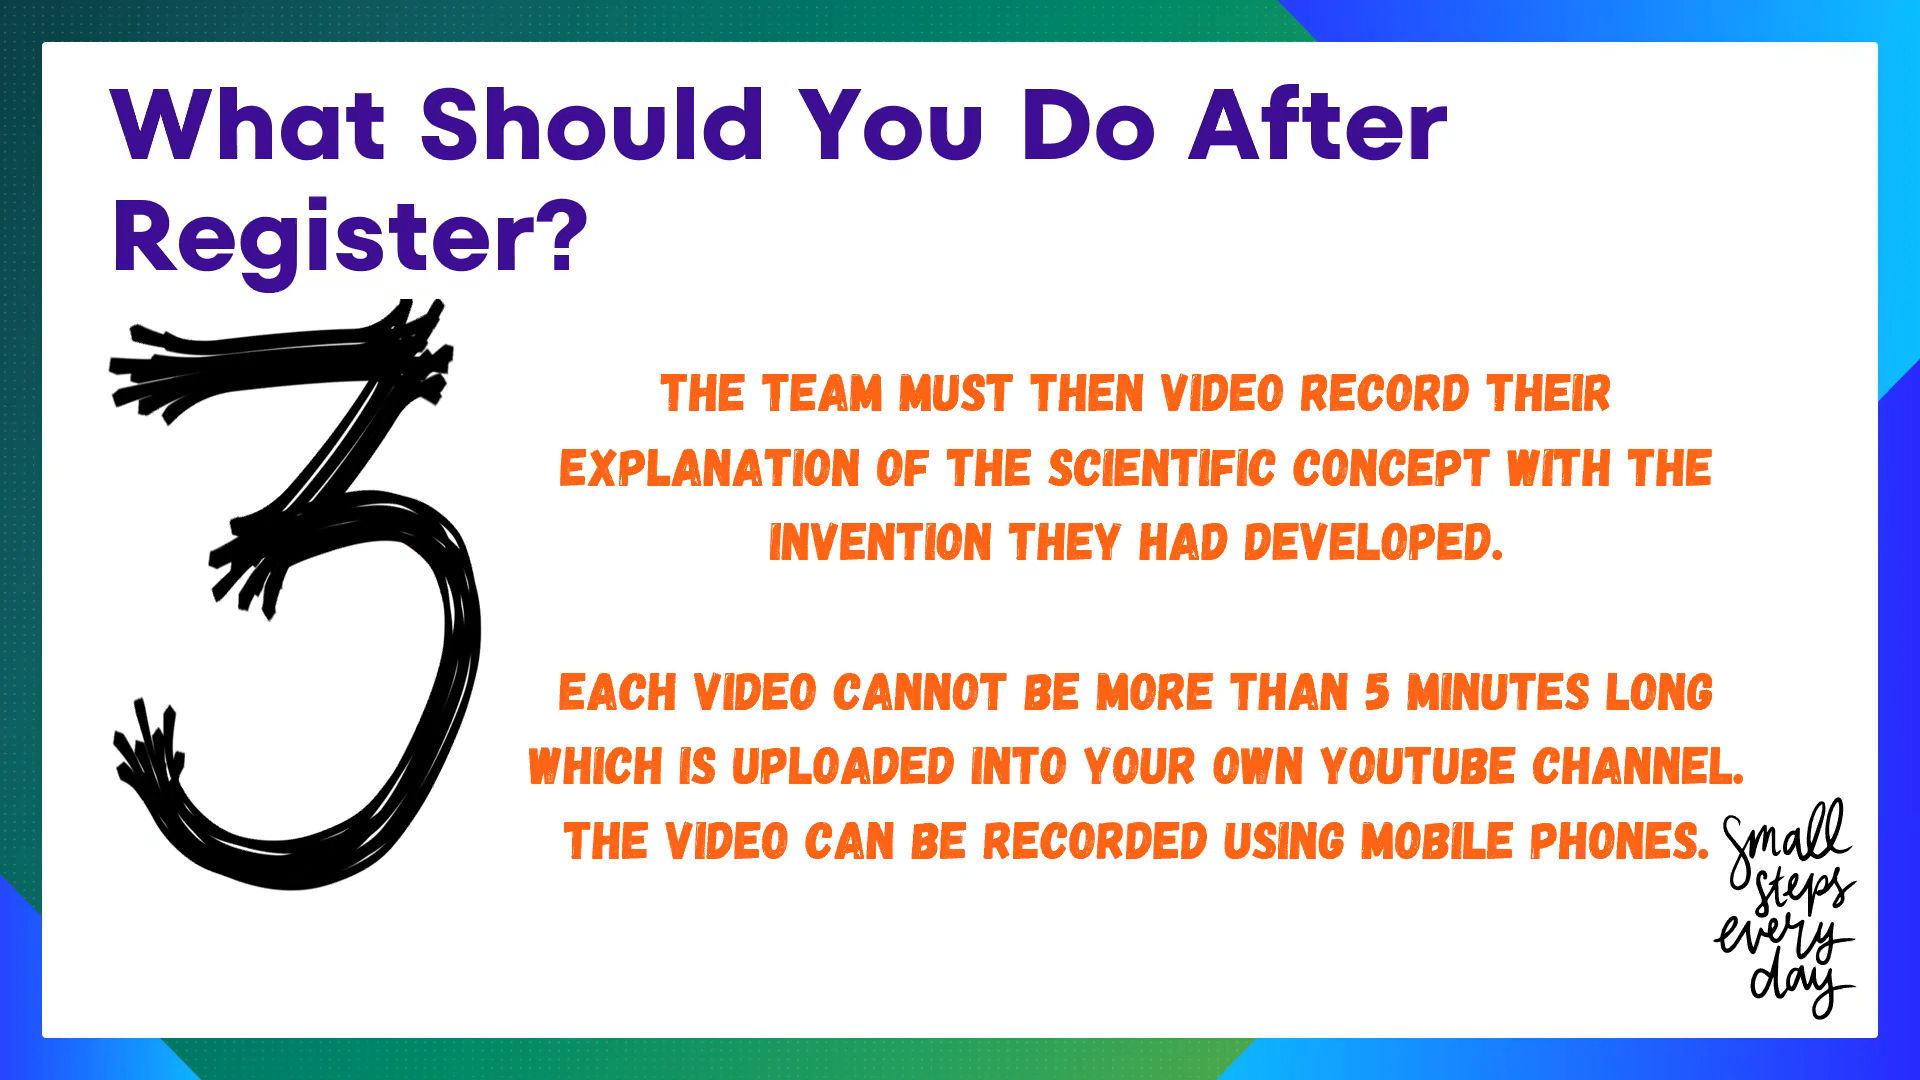 What Should You Do After
Register?
3
THE TEAM MUST THEN VIDEO RECORD THEIR
EXPLANATION OF THE SCIENTIFIC CONCEPT WITH THE
INVENTION THEY HAD DEVELOPED.
EACH VIDEO CANNOT BE MORE THAN 5 MINUTES LONG
WHICH IS UPLOADED INTO YOUR OWN YOUTUBE CHANNEL.
THE VIDEO CAN BE RECORDED USING MOBILE PHONES.
Small
steps
every
day